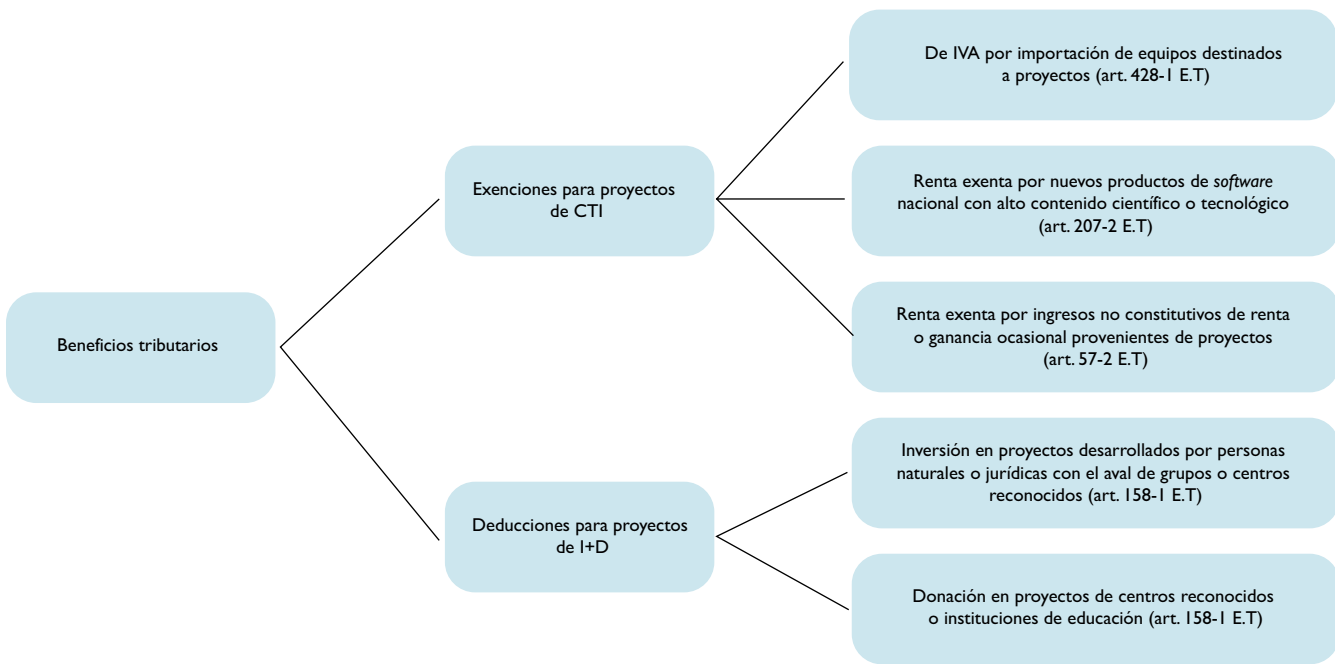 Beneficios tributarios
Exenciones para proyectos
de CTI
De IVA por importación de equipos destinados
a proyectos (art. 428-1 E.T)
Renta exenta por nuevos productos de software
nacional con alto contenido científico o tecnológico
(art. 207-2 E.T)
Renta exenta por ingresos no constitutivos de renta
o ganancia ocasional provenientes de proyectos
(art. 57-2 E.T)
Deducciones para proyectos
de I+D
Inversión en proyectos desarrollados por personas
naturales o jurídicas con el aval de grupos o centros
reconocidos (art. 158-1 E.T)
Donación en proyectos de centros reconocidos
o instituciones de educación (art. 158-1 E.T)